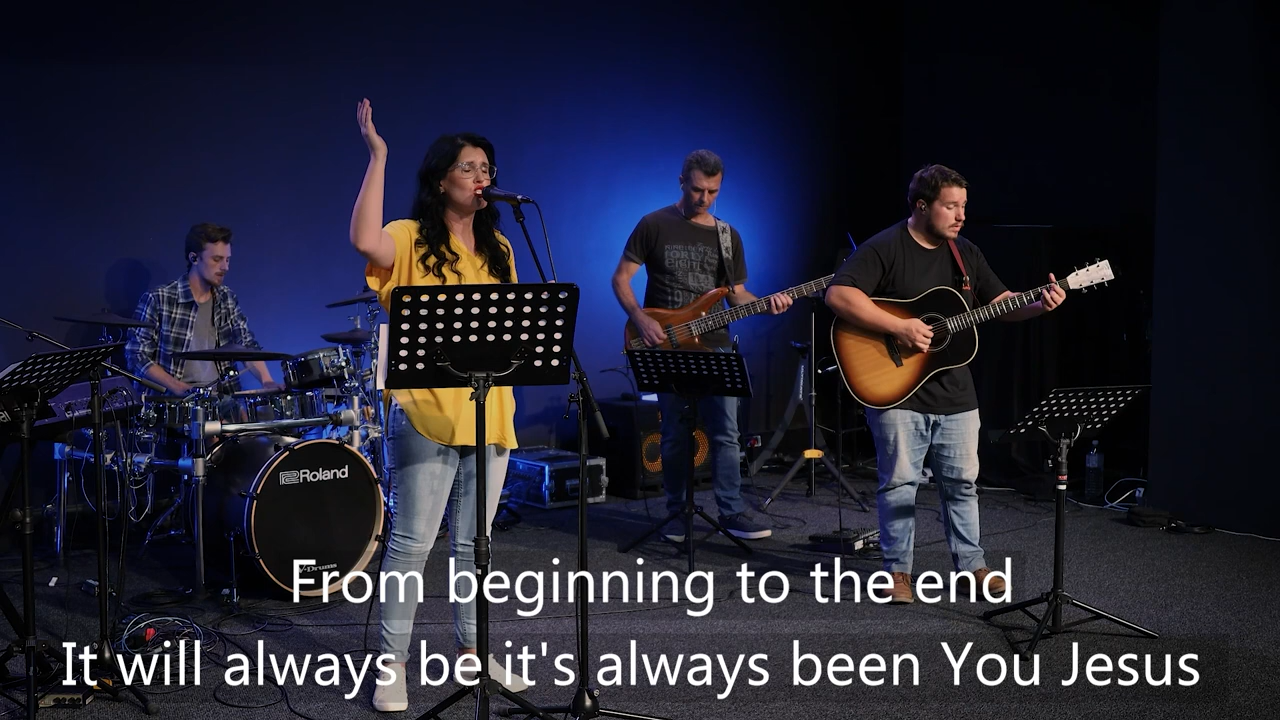 Roland
V-Drums
From beginning to the end
It will always be it's always been You Jesus